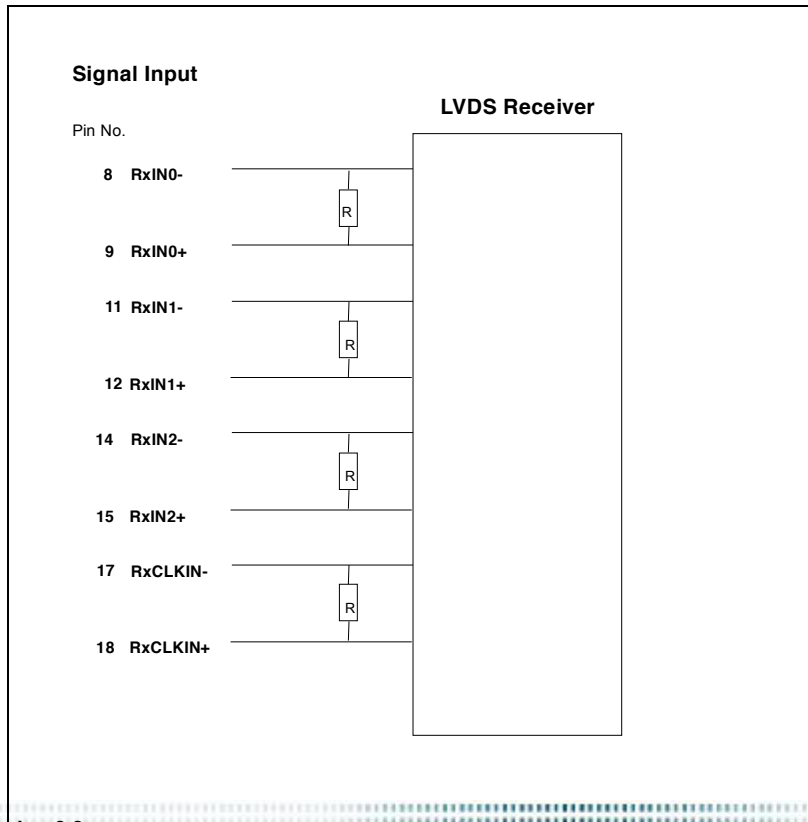 Signal Input
LVDS Receiver
Pin No.
8 RxIN0-
R
9 RxIN0+
11 RxIN1-
R
12 RxIN1+
14 RxIN2-
R
15 RxIN2+
17 RxCLKIN-
R
18 RxCLKIN+